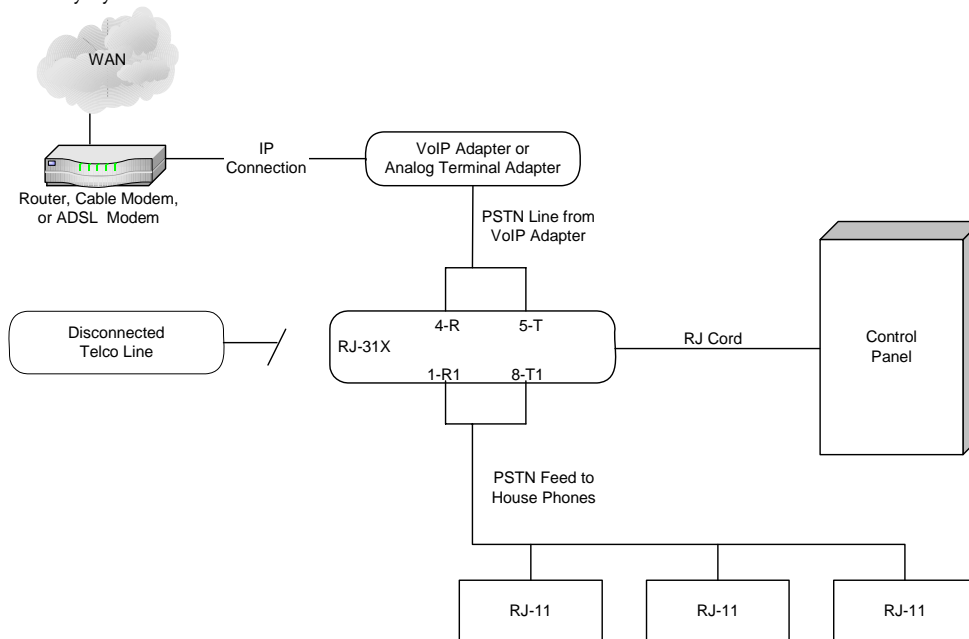 WAN
IP
Connection
VoIP Adapter or
Analog Terminal Adapter
Router, Cable Modem,
or ADSL Modem
PSTN Line from
VoIP Adapter
Disconnected
Telco Line
4-R
5-T
RJ-31X
1-R1
8-T1
RJ Cord
Control
Panel
PSTN Feed to
House Phones
RJ-11
RJ-11
RJ-11